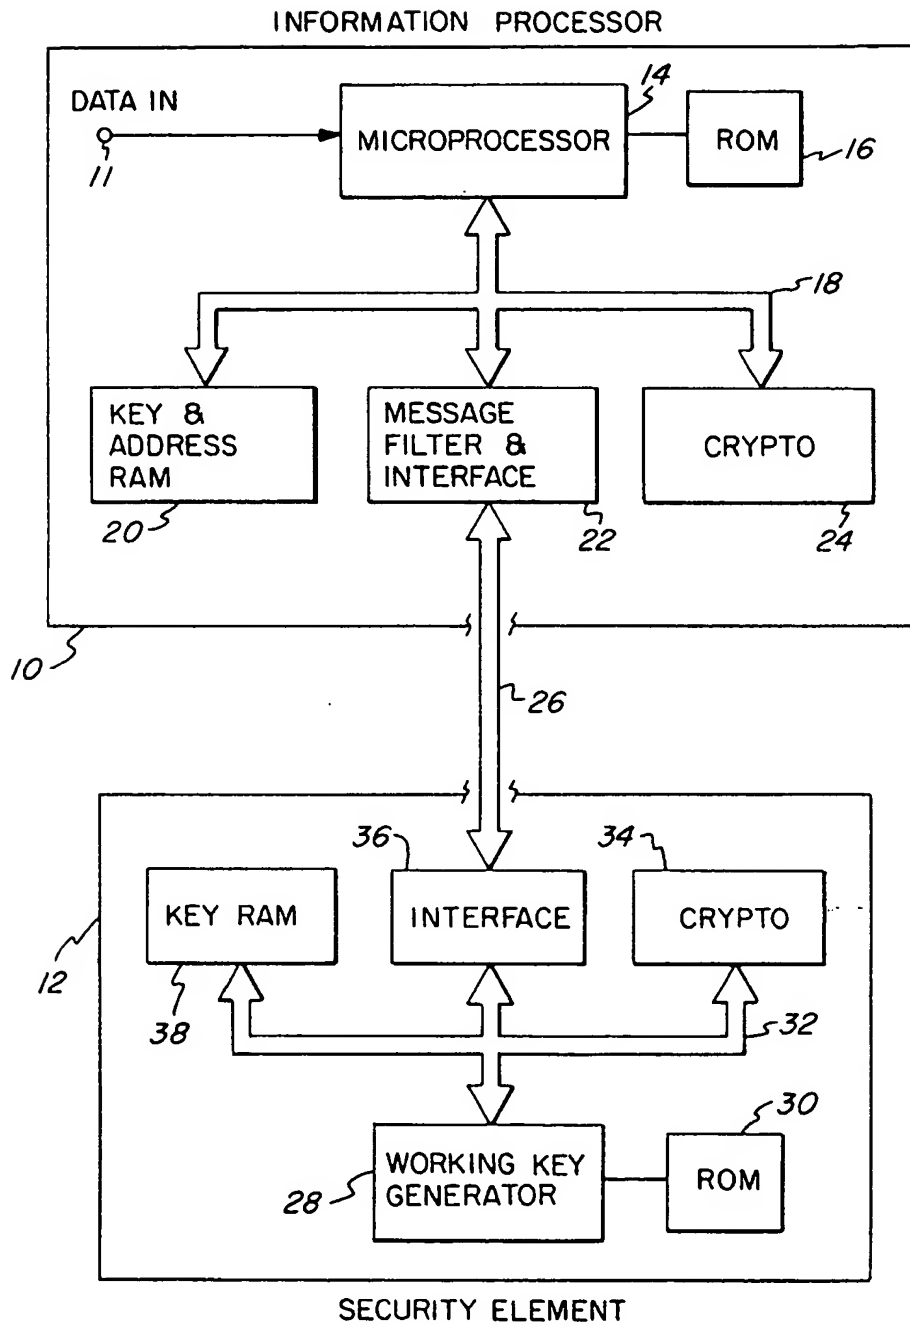 INFORMATION PROCESSOR
DATA IN
11
14
MICROPROCESSOR
ROM
16
18
KEY &
ADDRESS
RAM
20
MESSAGE
FILTER &
INTERFACE
22
CRYPTO
24
10
26
36
34
KEY RAM
INTERFACE
CRYPTO
12
38
32
30
WORKING KEY
GENERATOR
28
ROM
SECURITY ELEMENT